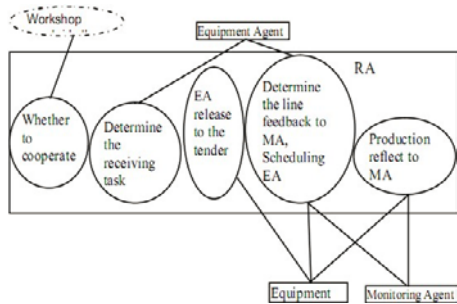 Workshop
Equipment Agent
RA
Whether
to
cooperate
Determine
the
receiving
task
EA
release
to the
tender
Determine
the line
feedback to
MA,
Scheduling
EA
Production
reflect to
MA
Equipment
Monitoring Agent